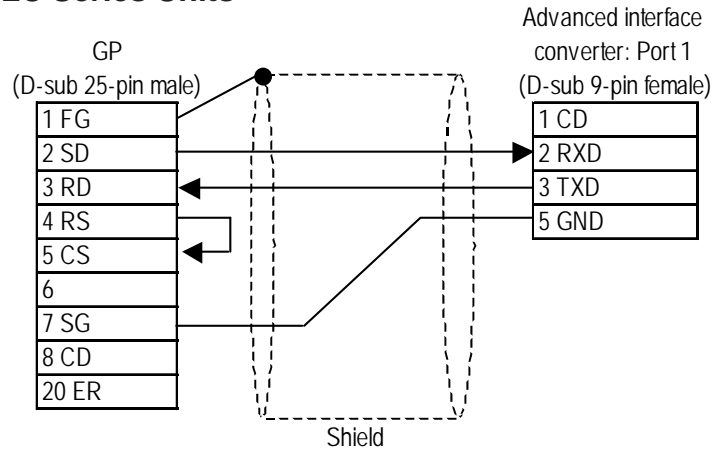 Advanced interface
GP
converter: Port 1
(D-sub 25-pin male)
(D-sub 9-pin female)
1 FG
2 SD
3 RD
4 RS
5 CS
6
7 SG
8 CD
20 ER
1 CD
2 RXD
3 TXD
5 GND
Shield